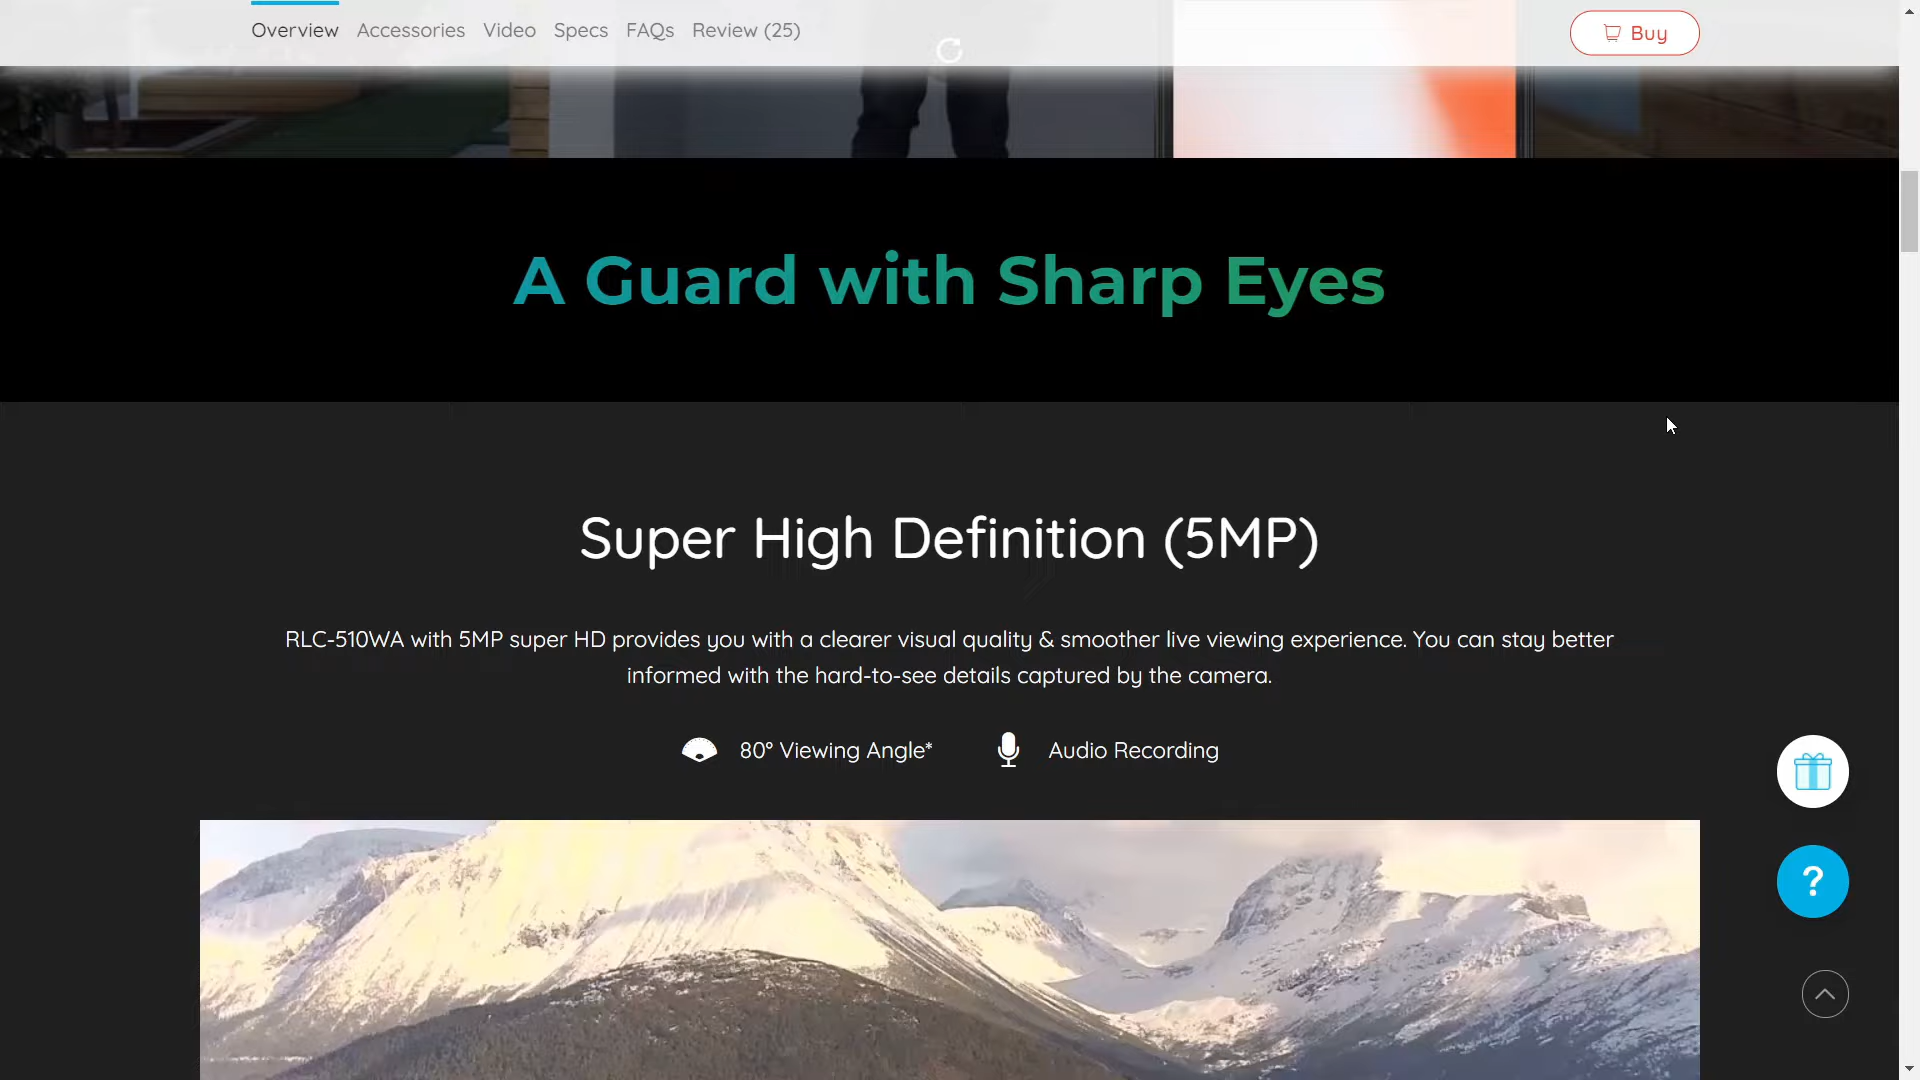 Overview Accessories Video Specs FAQs Review (25) Buy
A Guard with Sharp Eyes
Super High Definition (5MP)
RLC-510WA with 5MP super HD provides you with a clearer visual quality & smoother live viewing experience. You can stay better
informed with the hard-to-see details captured by the camera.
80° Viewing Angle* Audio Recording
?